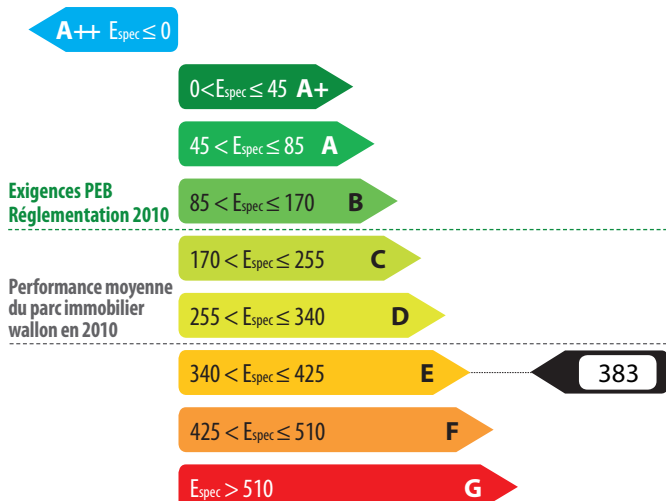 A++ Espec ≤ 0
0<Espec ≤ 45 A+
45 < Espec ≤ 85 A
Exigences PEB
Réglementation 2010
85 < Espec ≤ 170 B
170 < Espec ≤ 255 C
Performance moyenne
du parc immobilier
wallon en 2010
255 < Espec ≤ 340 D
340 < Espec ≤ 425 E
383
425 < Espec ≤ 510 F
Espec > 510 G